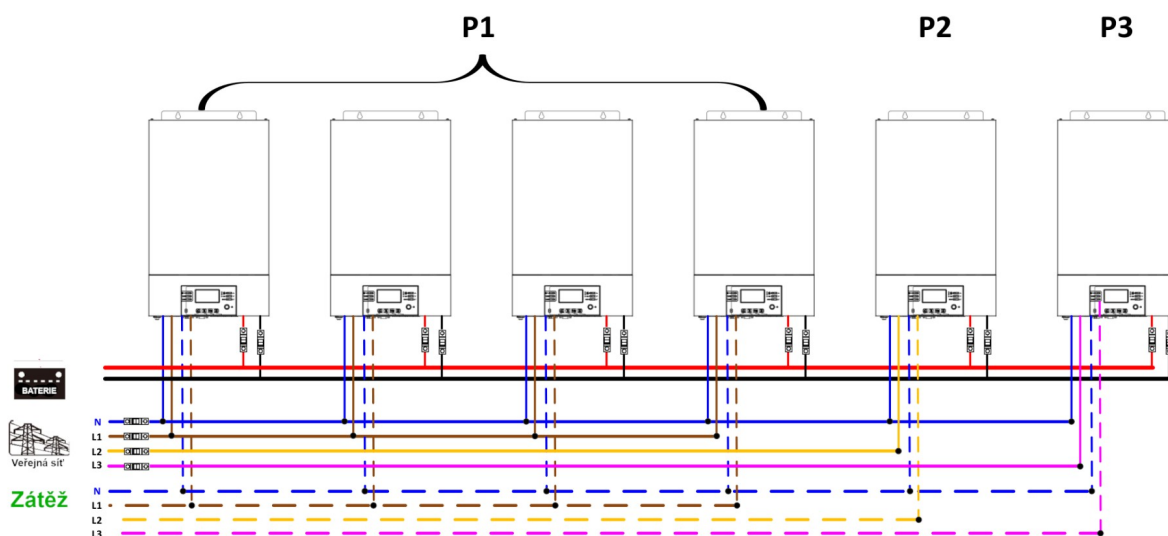 P1
P2
P3
BATERIE
N
L1
L2
L3
Veřejná síť
Zátěž
N
L1
L2
L3